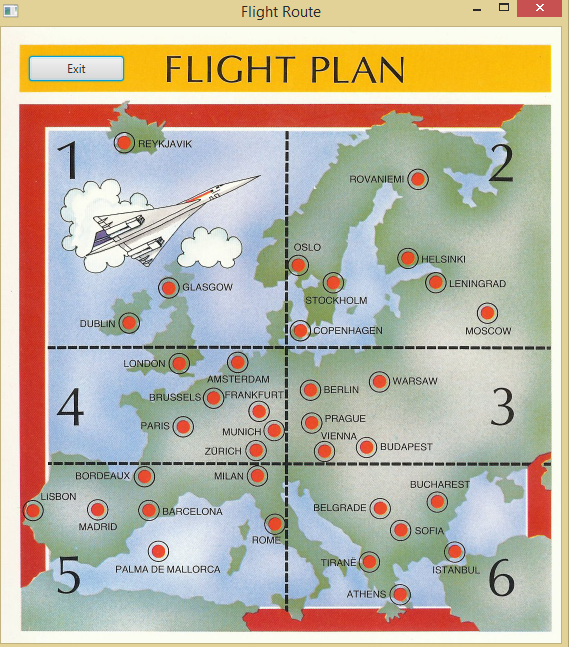 Flight Route
Exit
FLIGHT PLAN
1
REYKJAVIK
2
ROVANIEMI
OSLO
HELSINKI
GLASGOW
LENINGRAD
STOCKHOLM
DUBLIN
COPENHAGEN
MOSCOW
LONDON
AMSTERDAM
WARSAW
BERLIN
BRUSSELS
FRANKFURT
4
3
PARIS
MUNICH
PRAGUE
VIENNA
ZÜRICH
BUDAPEST
BORDEAUX
MILAN
BUCHAREST
LISBON
MADRID
BARCELONA
BELGRADE
ROME
SOFIA
5
PALMA DE MALLORCA
TIRANË
ISTANBUL
6
ATHENS